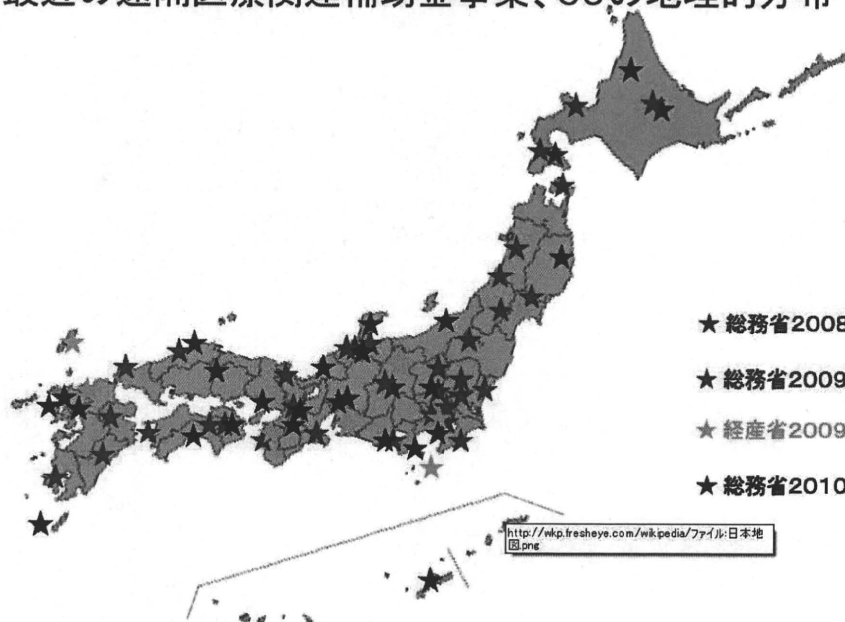 最近の遠隔医療関連補助金事業、
の地理的分布
★ 総務省2008
★ 総務省2009
★ 経産省2009
★ 総務省2010
http://wkp.fresheye.com/wikipedia/ファイル:日本地
図.png